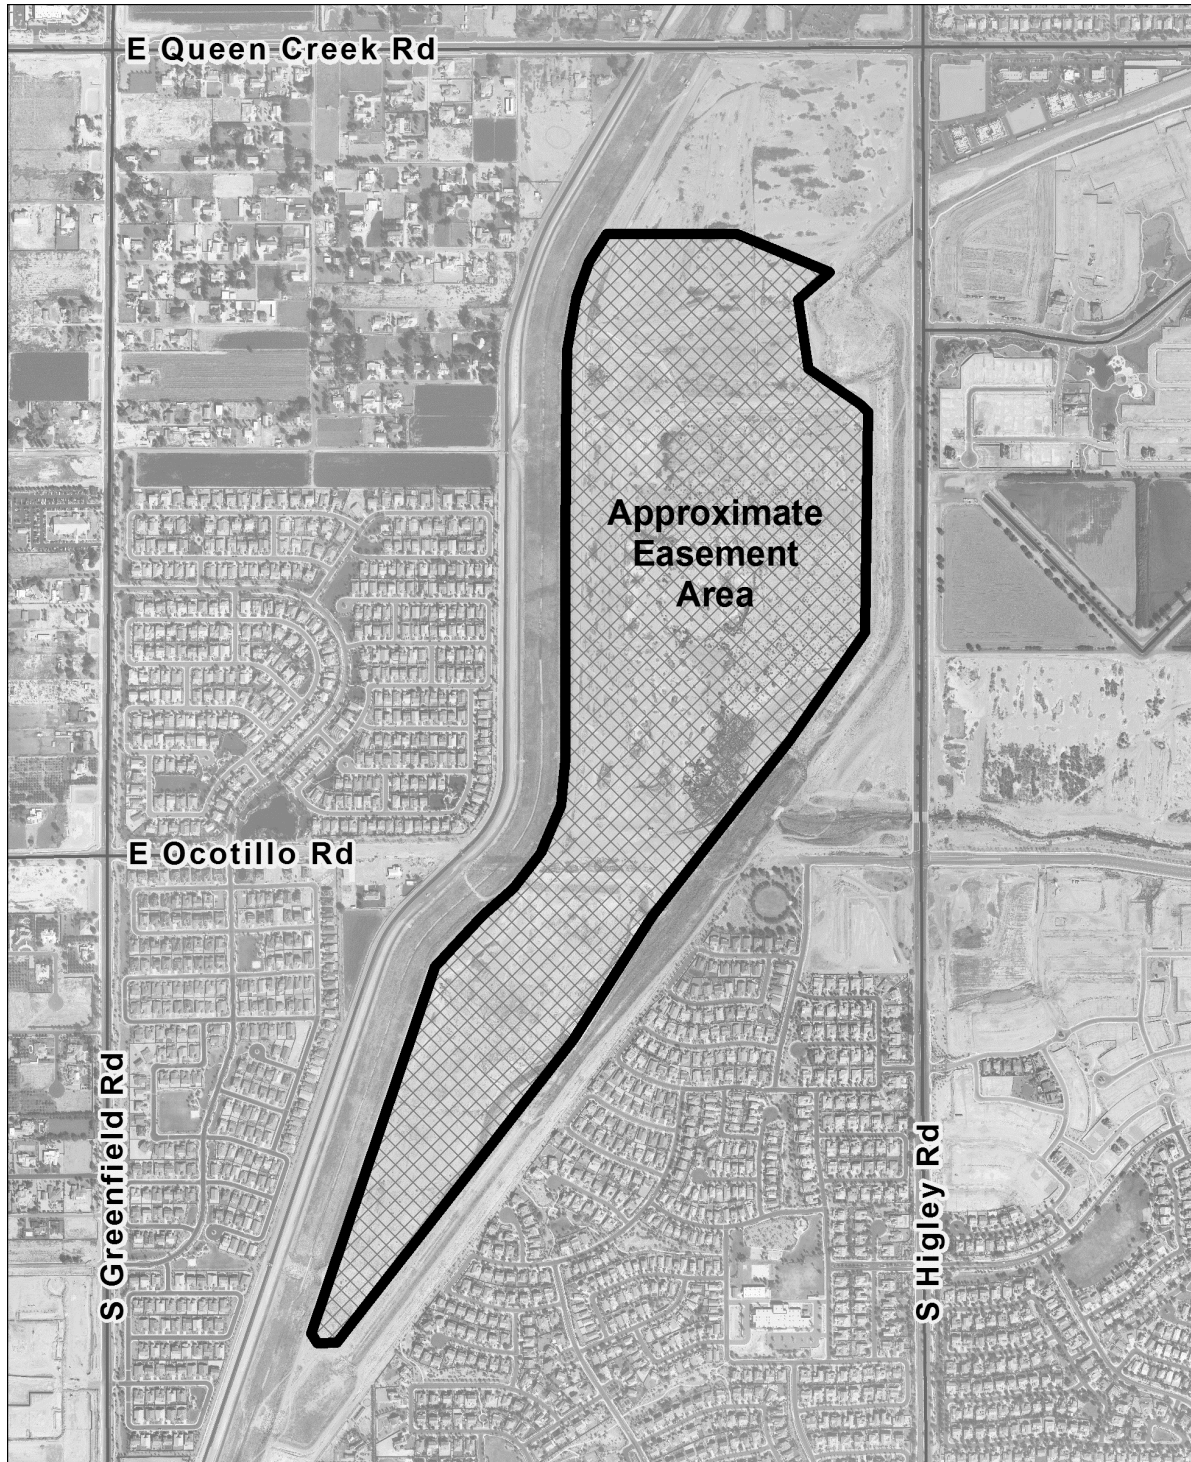 E Queen Creek Rd
Approximate
Easement
Area
E Ocotillo Rd
S Greenfield Rd
S Higley Rd